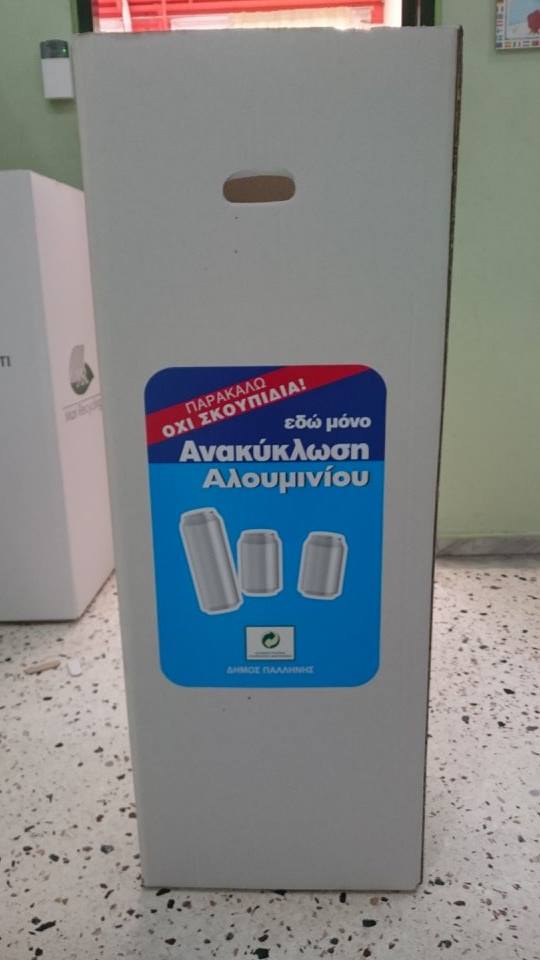 ΠΑΡΑΚΑΛΩ
ΟΧΙ ΣΚΟΥΠΙΔΙΑ!
εδώ μόνο
Ανακύκλωση
Αλουμινίου
ΔΗΜΟΣ ΠΑΛΛΗΝΗΣ